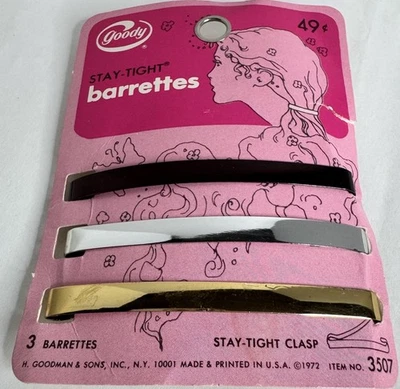 Goody
®
49¢
STAY-TIGHT®
barrettes
3 BARRETTES STAY-TIGHT CLASP
H. GOODMAN & SONS, INC., N.Y. 10001 MADE & PRINTED IN U.S.A. ©1972 ITEM NO. 3507